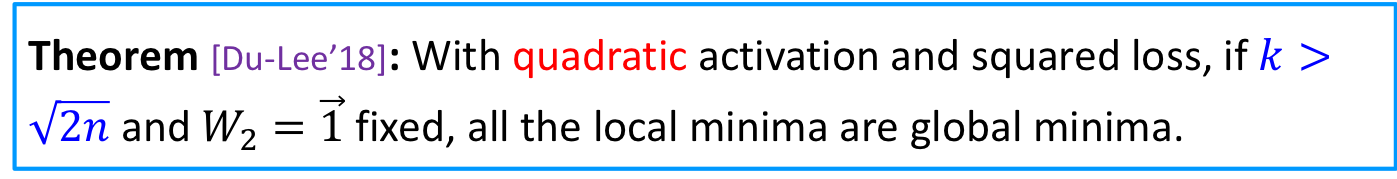 Theorem [Du-Lee’18]: With quadratic activation and squared loss, if k >
√2n and W₂ = 1⃗ fixed, all the local minima are global minima.